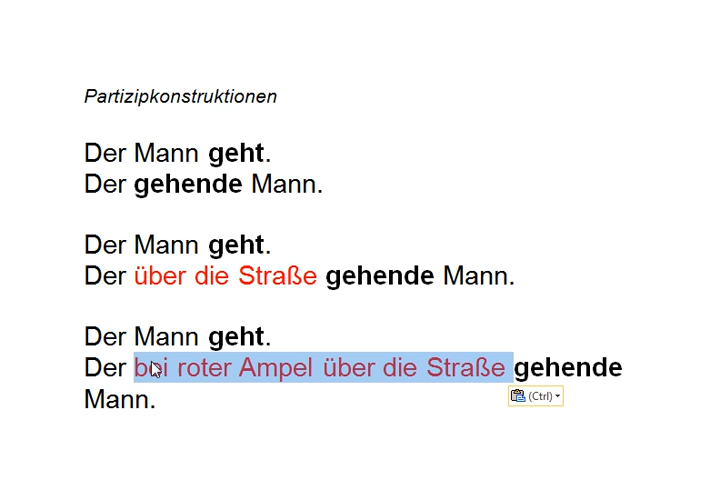 Partizipkonstruktionen
Der Mann geht.
Der gehende Mann.
Der Mann geht.
Der über die Straße gehende Mann.
Der Mann geht.
Der bei roter Ampel über die Straße gehende
Mann.
(Ctrl)